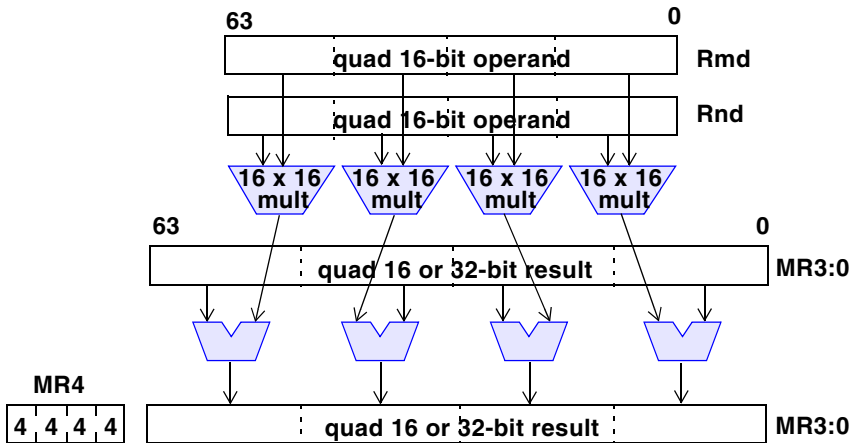 63 0
quad 16-bit operand Rmd
quad 16-bit operand Rnd
16 x 16 mult
16 x 16 mult
16 x 16 mult
16 x 16 mult
63 0
quad 16 or 32-bit result MR3:0
MR4
4 4 4 4
quad 16 or 32-bit result MR3:0